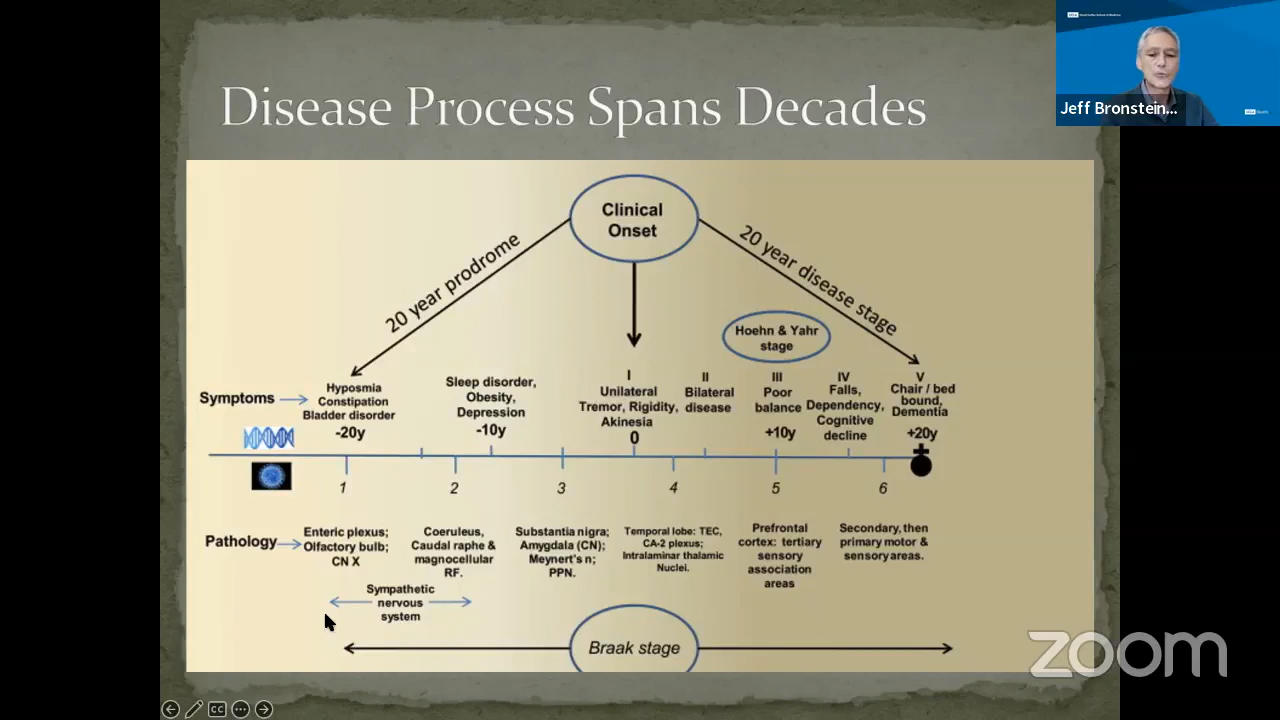 Disease Process Spans Decades
Jeff Bronstein...
Clinical
Onset
20 year prodrome
20 year disease stage
Hoehn & Yahr
stage
Symptoms
Hyposmia
Constipation
Bladder disorder
-20y
Sleep disorder,
Obesity,
Depression
-10y
I
Unilateral
Tremor, Rigidity,
Akinesia
0
II
Bilateral
disease
III
Poor
balance
+10y
IV
Falls,
Dependency,
Cognitive
decline
V
Chair / bed
bound,
Dementia
+20y
1
2
3
4
5
6
Pathology
Enteric plexus;
Olfactory bulb;
CN X
Coeruleus,
Caudal raphe &
magnocellular
RF.
Substantia nigra;
Amygdala (CN);
Meynert's n;
PPN.
Temporal lobe: TEC,
CA-2 plexus;
Intralaminar thalamic
Nuclei.
Prefrontal
cortex: tertiary
sensory
association
areas
Secondary, then
primary motor &
sensory areas.
Sympathetic
nervous
system
Braak stage
zoom
CC